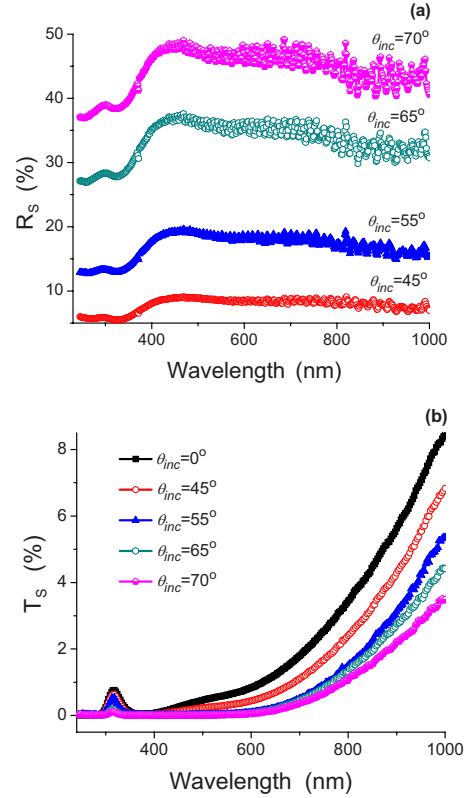 (a)
50
40
30
20
10
R_S (%)
θ_inc=70°
θ_inc=65°
θ_inc=55°
θ_inc=45°
400 600 800 1000
Wavelength (nm)
(b)
8
6
4
2
0
T_S (%)
θ_inc=0°
θ_inc=45°
θ_inc=55°
θ_inc=65°
θ_inc=70°
400 600 800 1000
Wavelength (nm)